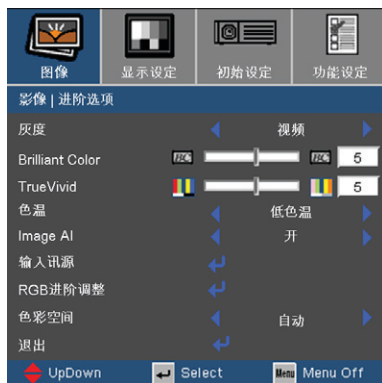 图像 显示设定 初始设定 功能设定
影像 | 进阶选项
灰度 视频
Brilliant Color BC BC 5
TrueVivid 5
色温 低色温
Image AI 开
输入讯源
RGB进阶调整
色彩空间 自动
退出
UpDown Select Menu Menu Off